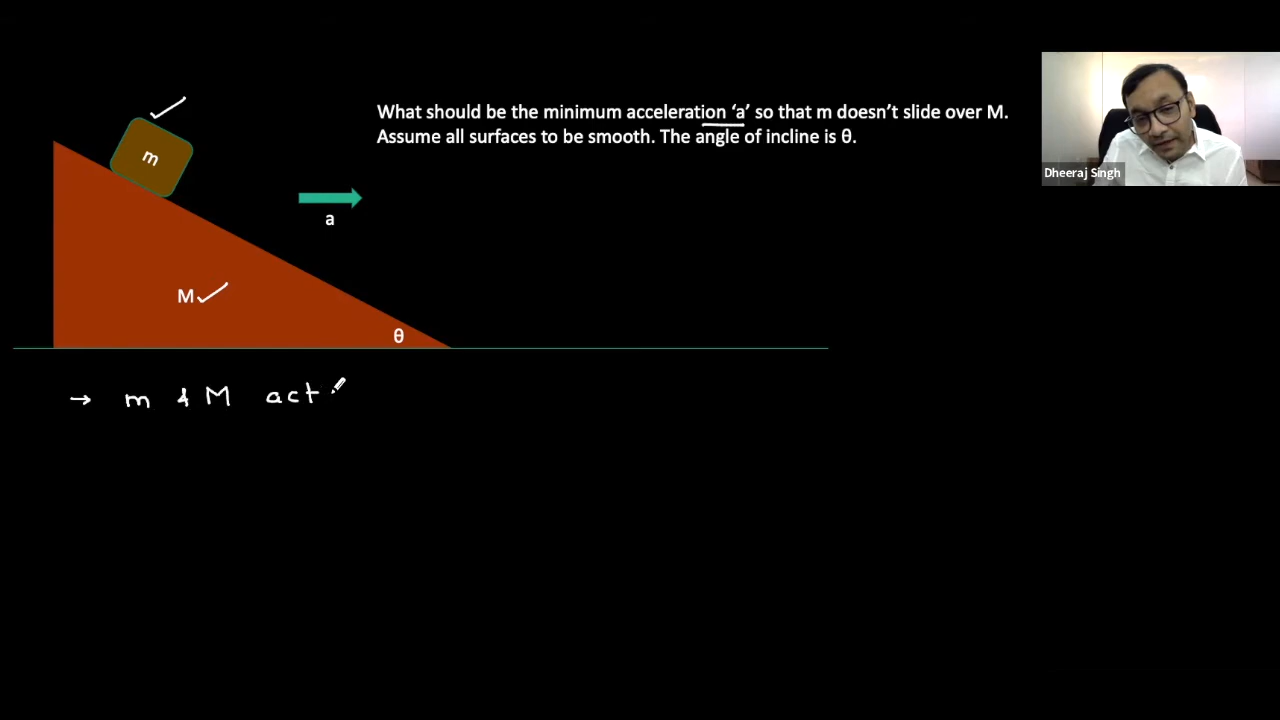 What should be the minimum acceleration ‘a’ so that m doesn’t slide over M.
Assume all surfaces to be smooth. The angle of incline is θ.
m
a
Dheeraj Singh
M
θ
→ m & M act